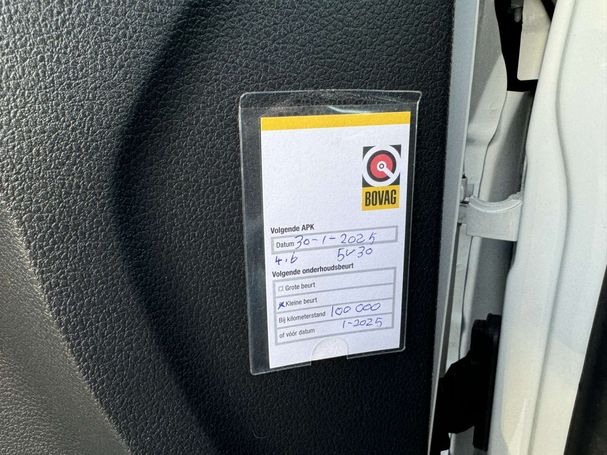 BOVAG
Volgende APK
Datum 30-1-2025
4,6 5W30
Volgende onderhoudsbeurt
Grote beurt
Kleine beurt
Bij kilometerstand 100 000
of vóór datum 1-2025